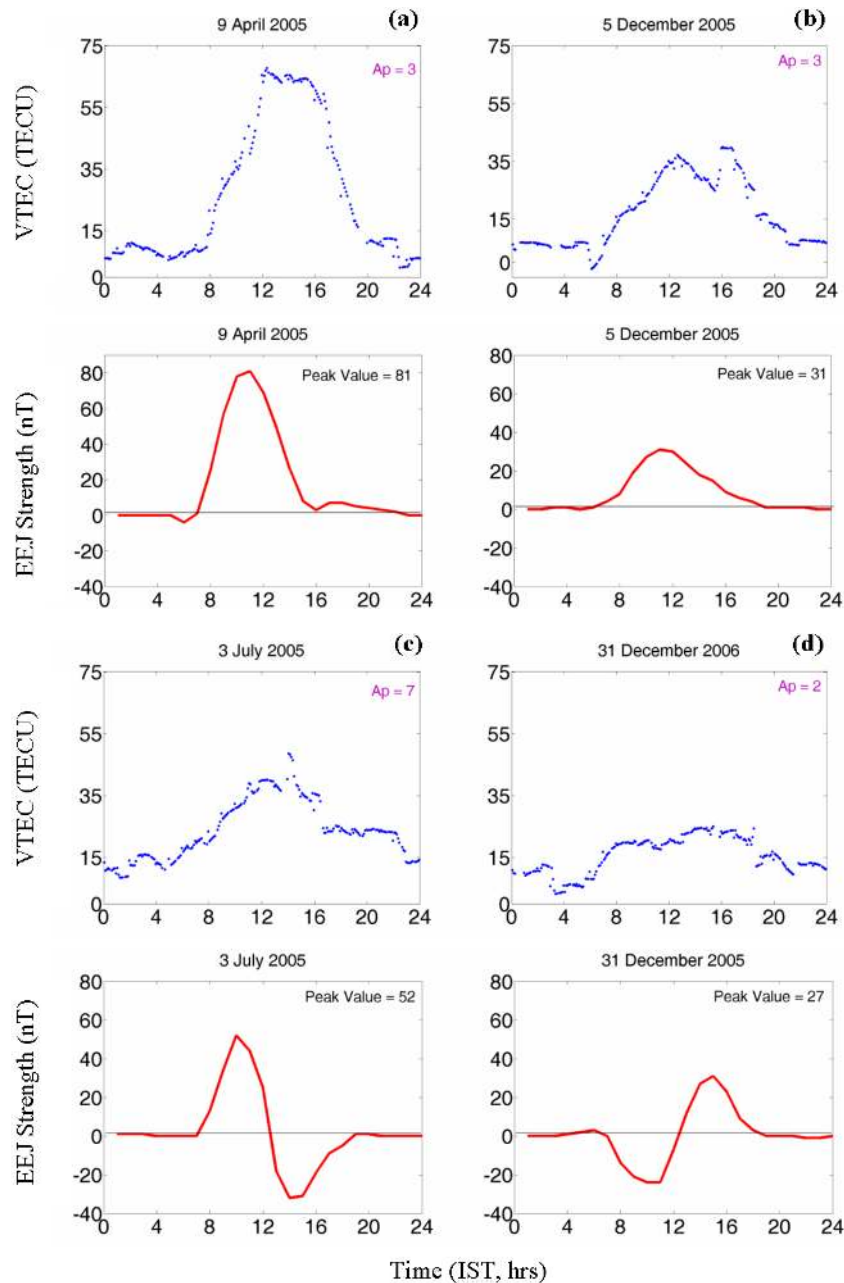 9 April 2005 (a)
5 December 2005 (b)
Ap = 3
Ap = 3
VTEC (TECU)
75
55
35
15
0
0 4 8 12 16 20 24
75
55
35
15
0
0 4 8 12 16 20 24
9 April 2005
5 December 2005
Peak Value = 81
Peak Value = 31
EEJ Strength (nT)
80
60
40
20
0
-20
-40
0 4 8 12 16 20 24
80
60
40
20
0
-20
-40
0 4 8 12 16 20 24
3 July 2005 (c)
31 December 2006 (d)
Ap = 7
Ap = 2
VTEC (TECU)
75
55
35
15
0
0 4 8 12 16 20 24
75
55
35
15
0
0 4 8 12 16 20 24
3 July 2005
31 December 2005
Peak Value = 52
Peak Value = 27
EEJ Strength (nT)
80
60
40
20
0
-20
-40
0 4 8 12 16 20 24
80
60
40
20
0
-20
-40
0 4 8 12 16 20 24
Time (IST, hrs)